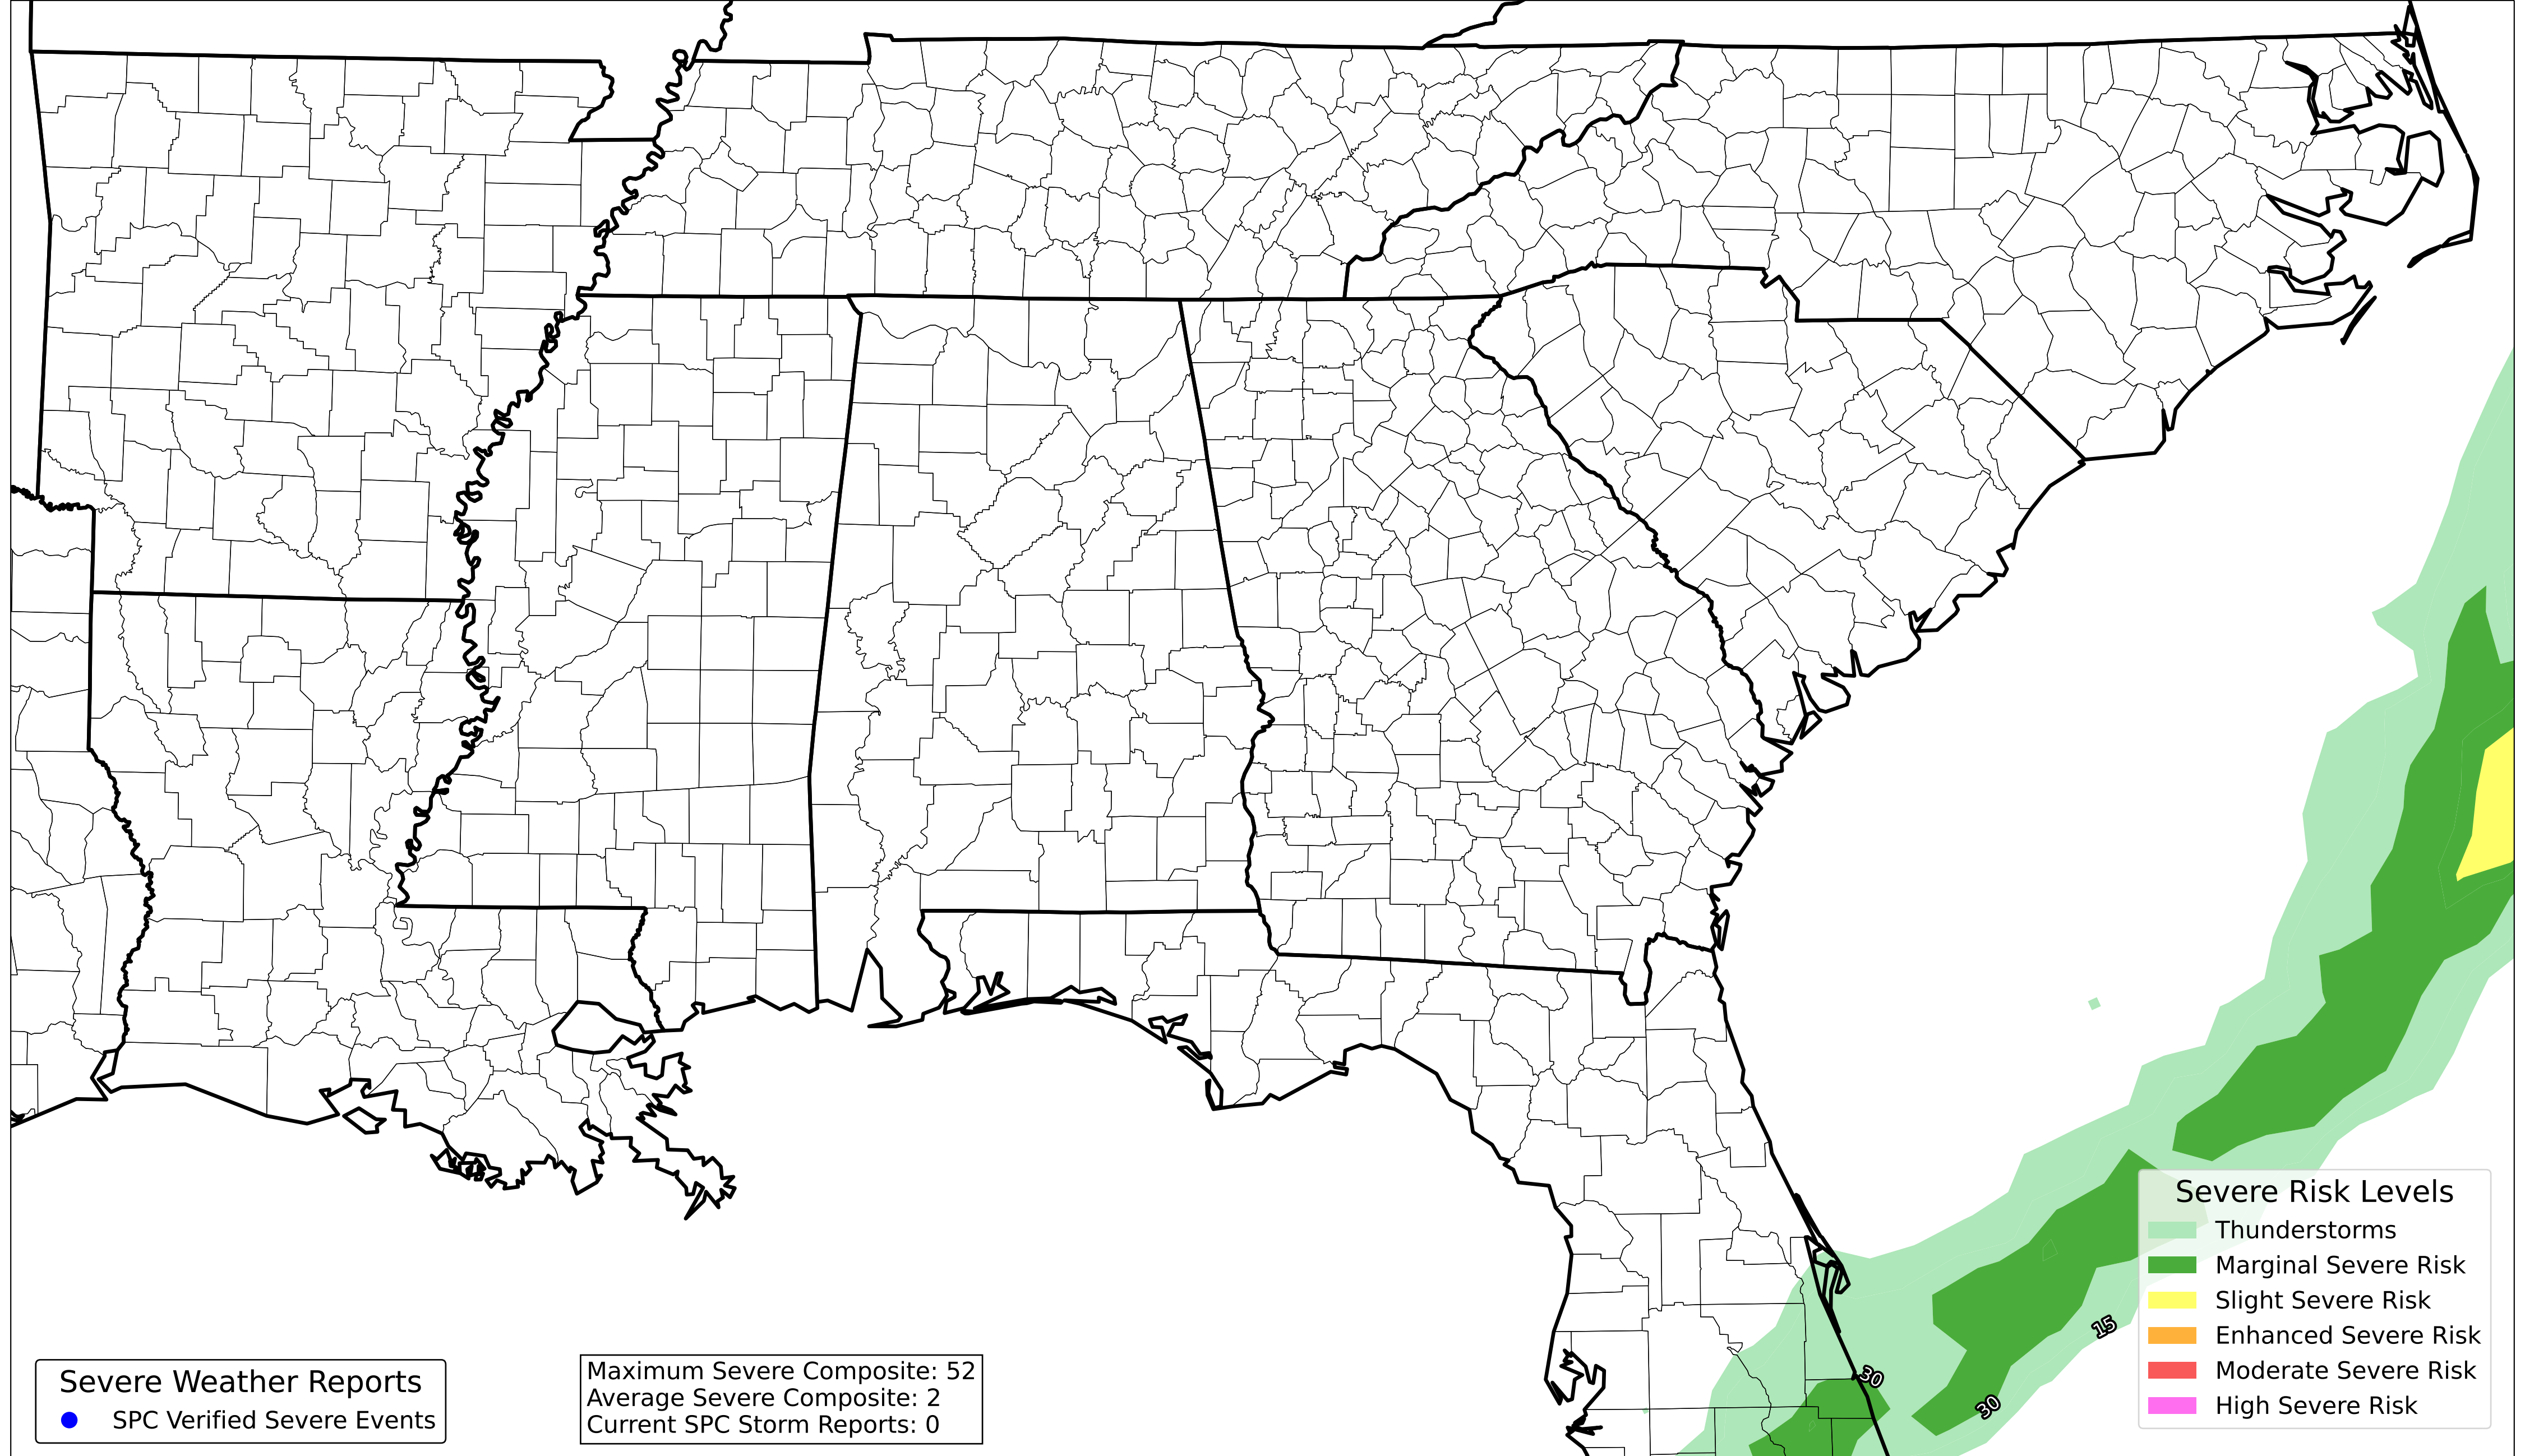 15
30
30
Severe Weather Reports
SPC Verified Severe Events
Maximum Severe Composite: 52
Average Severe Composite: 2
Current SPC Storm Reports: 0
Severe Risk Levels
Thunderstorms
Marginal Severe Risk
Slight Severe Risk
Enhanced Severe Risk
Moderate Severe Risk
High Severe Risk